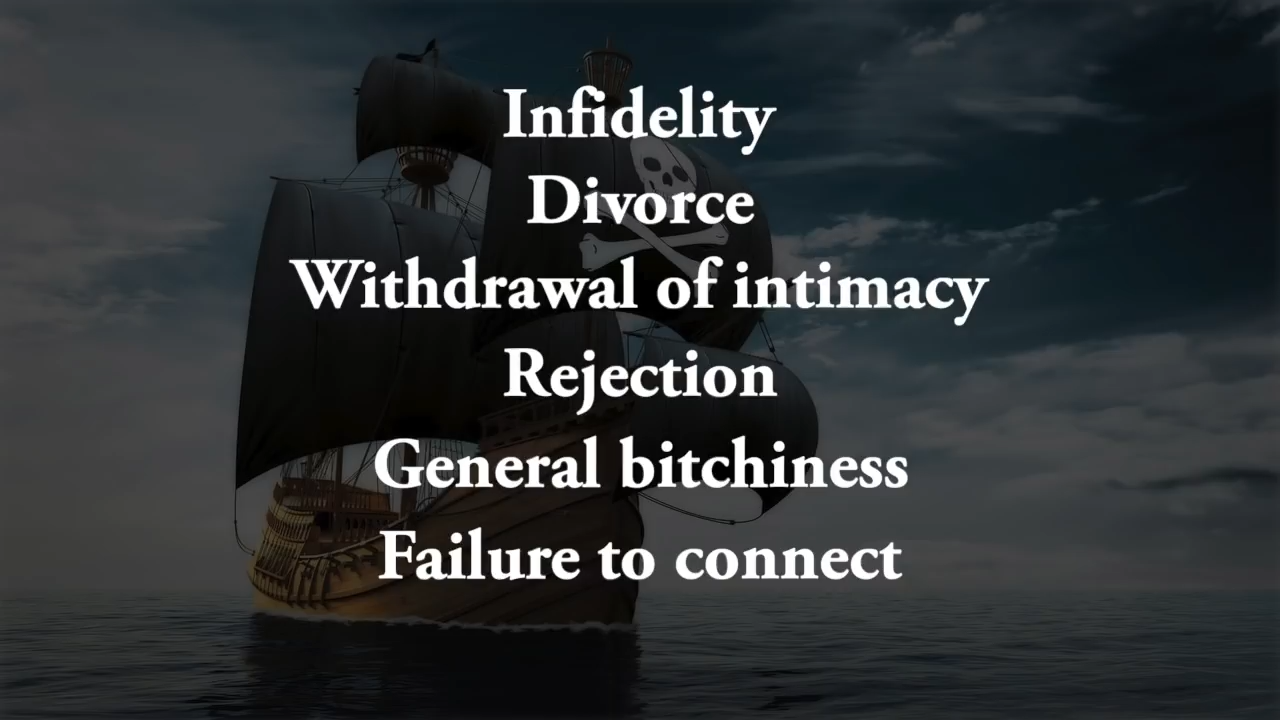 Infidelity
Divorce
Withdrawal of intimacy
Rejection
General bitchiness
Failure to connect